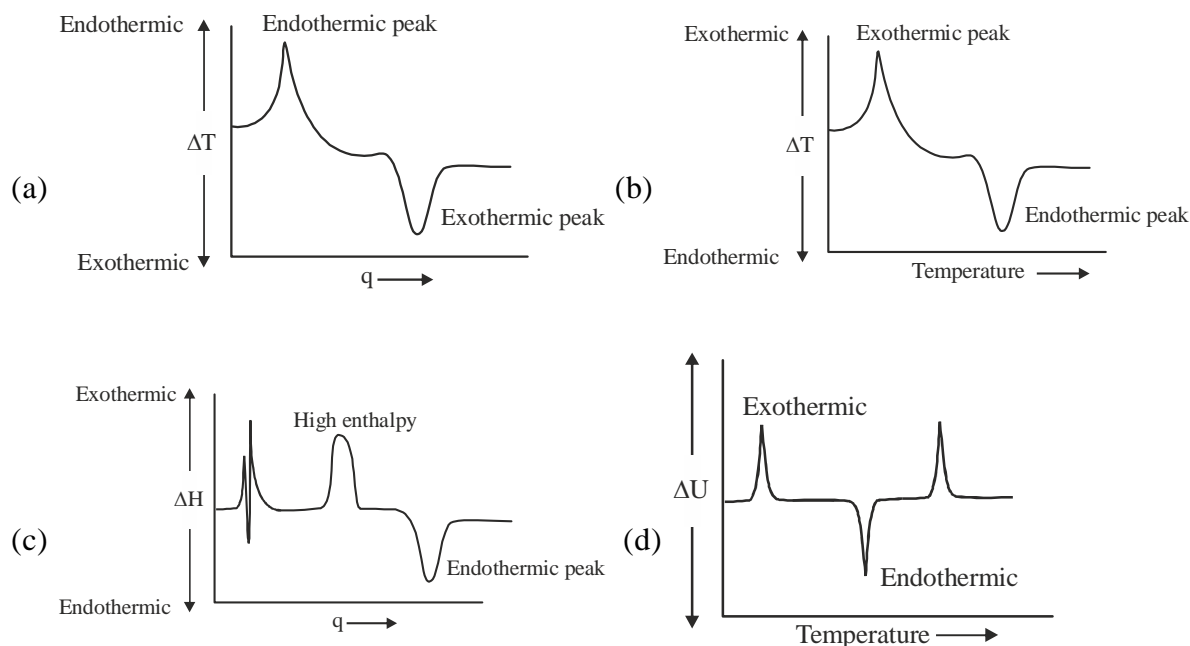 (a)
Endothermic
ΔT
Exothermic
Endothermic peak
Exothermic peak
q
(b)
Exothermic
ΔT
Endothermic
Exothermic peak
Endothermic peak
Temperature
(c)
Exothermic
ΔH
Endothermic
High enthalpy
Endothermic peak
q
(d)
ΔU
Exothermic
Endothermic
Temperature